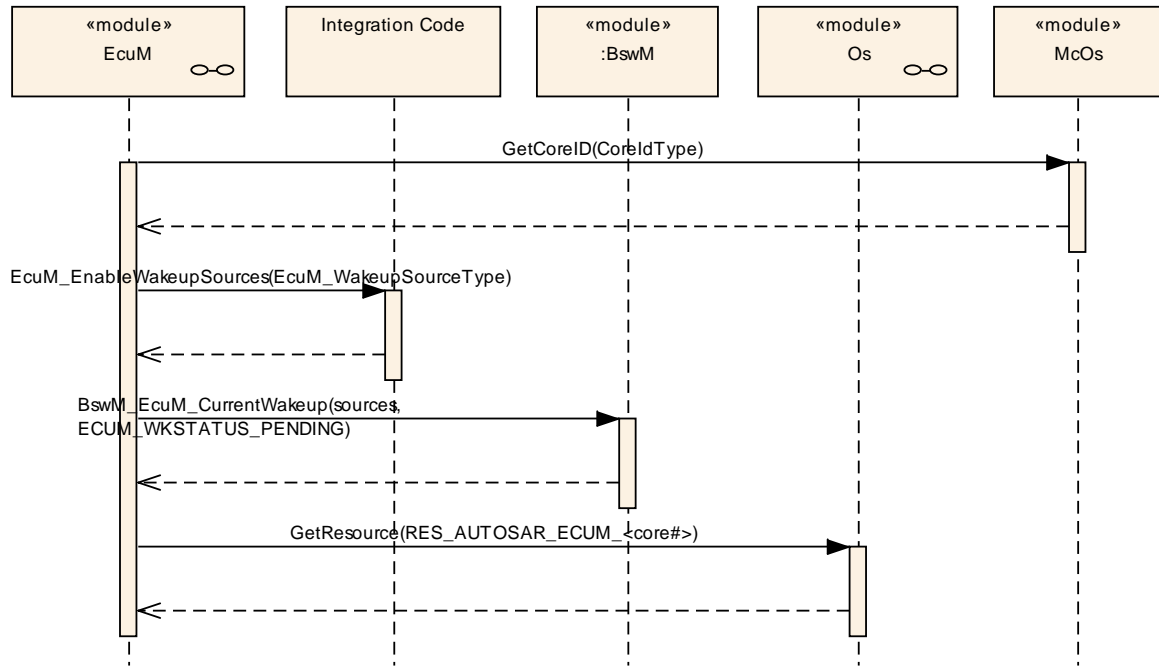 «module»
EcuM
Integration Code
«module»
:BswM
«module»
Os
«module»
McOs
GetCoreID(CoreIdType)
EcuM_EnableWakeupSources(EcuM_WakeupSourceType)
BswM_EcuM_CurrentWakeup(sources,
ECUM_WKSTATUS_PENDING)
GetResource(RES_AUTOSAR_ECUM_<core#>)